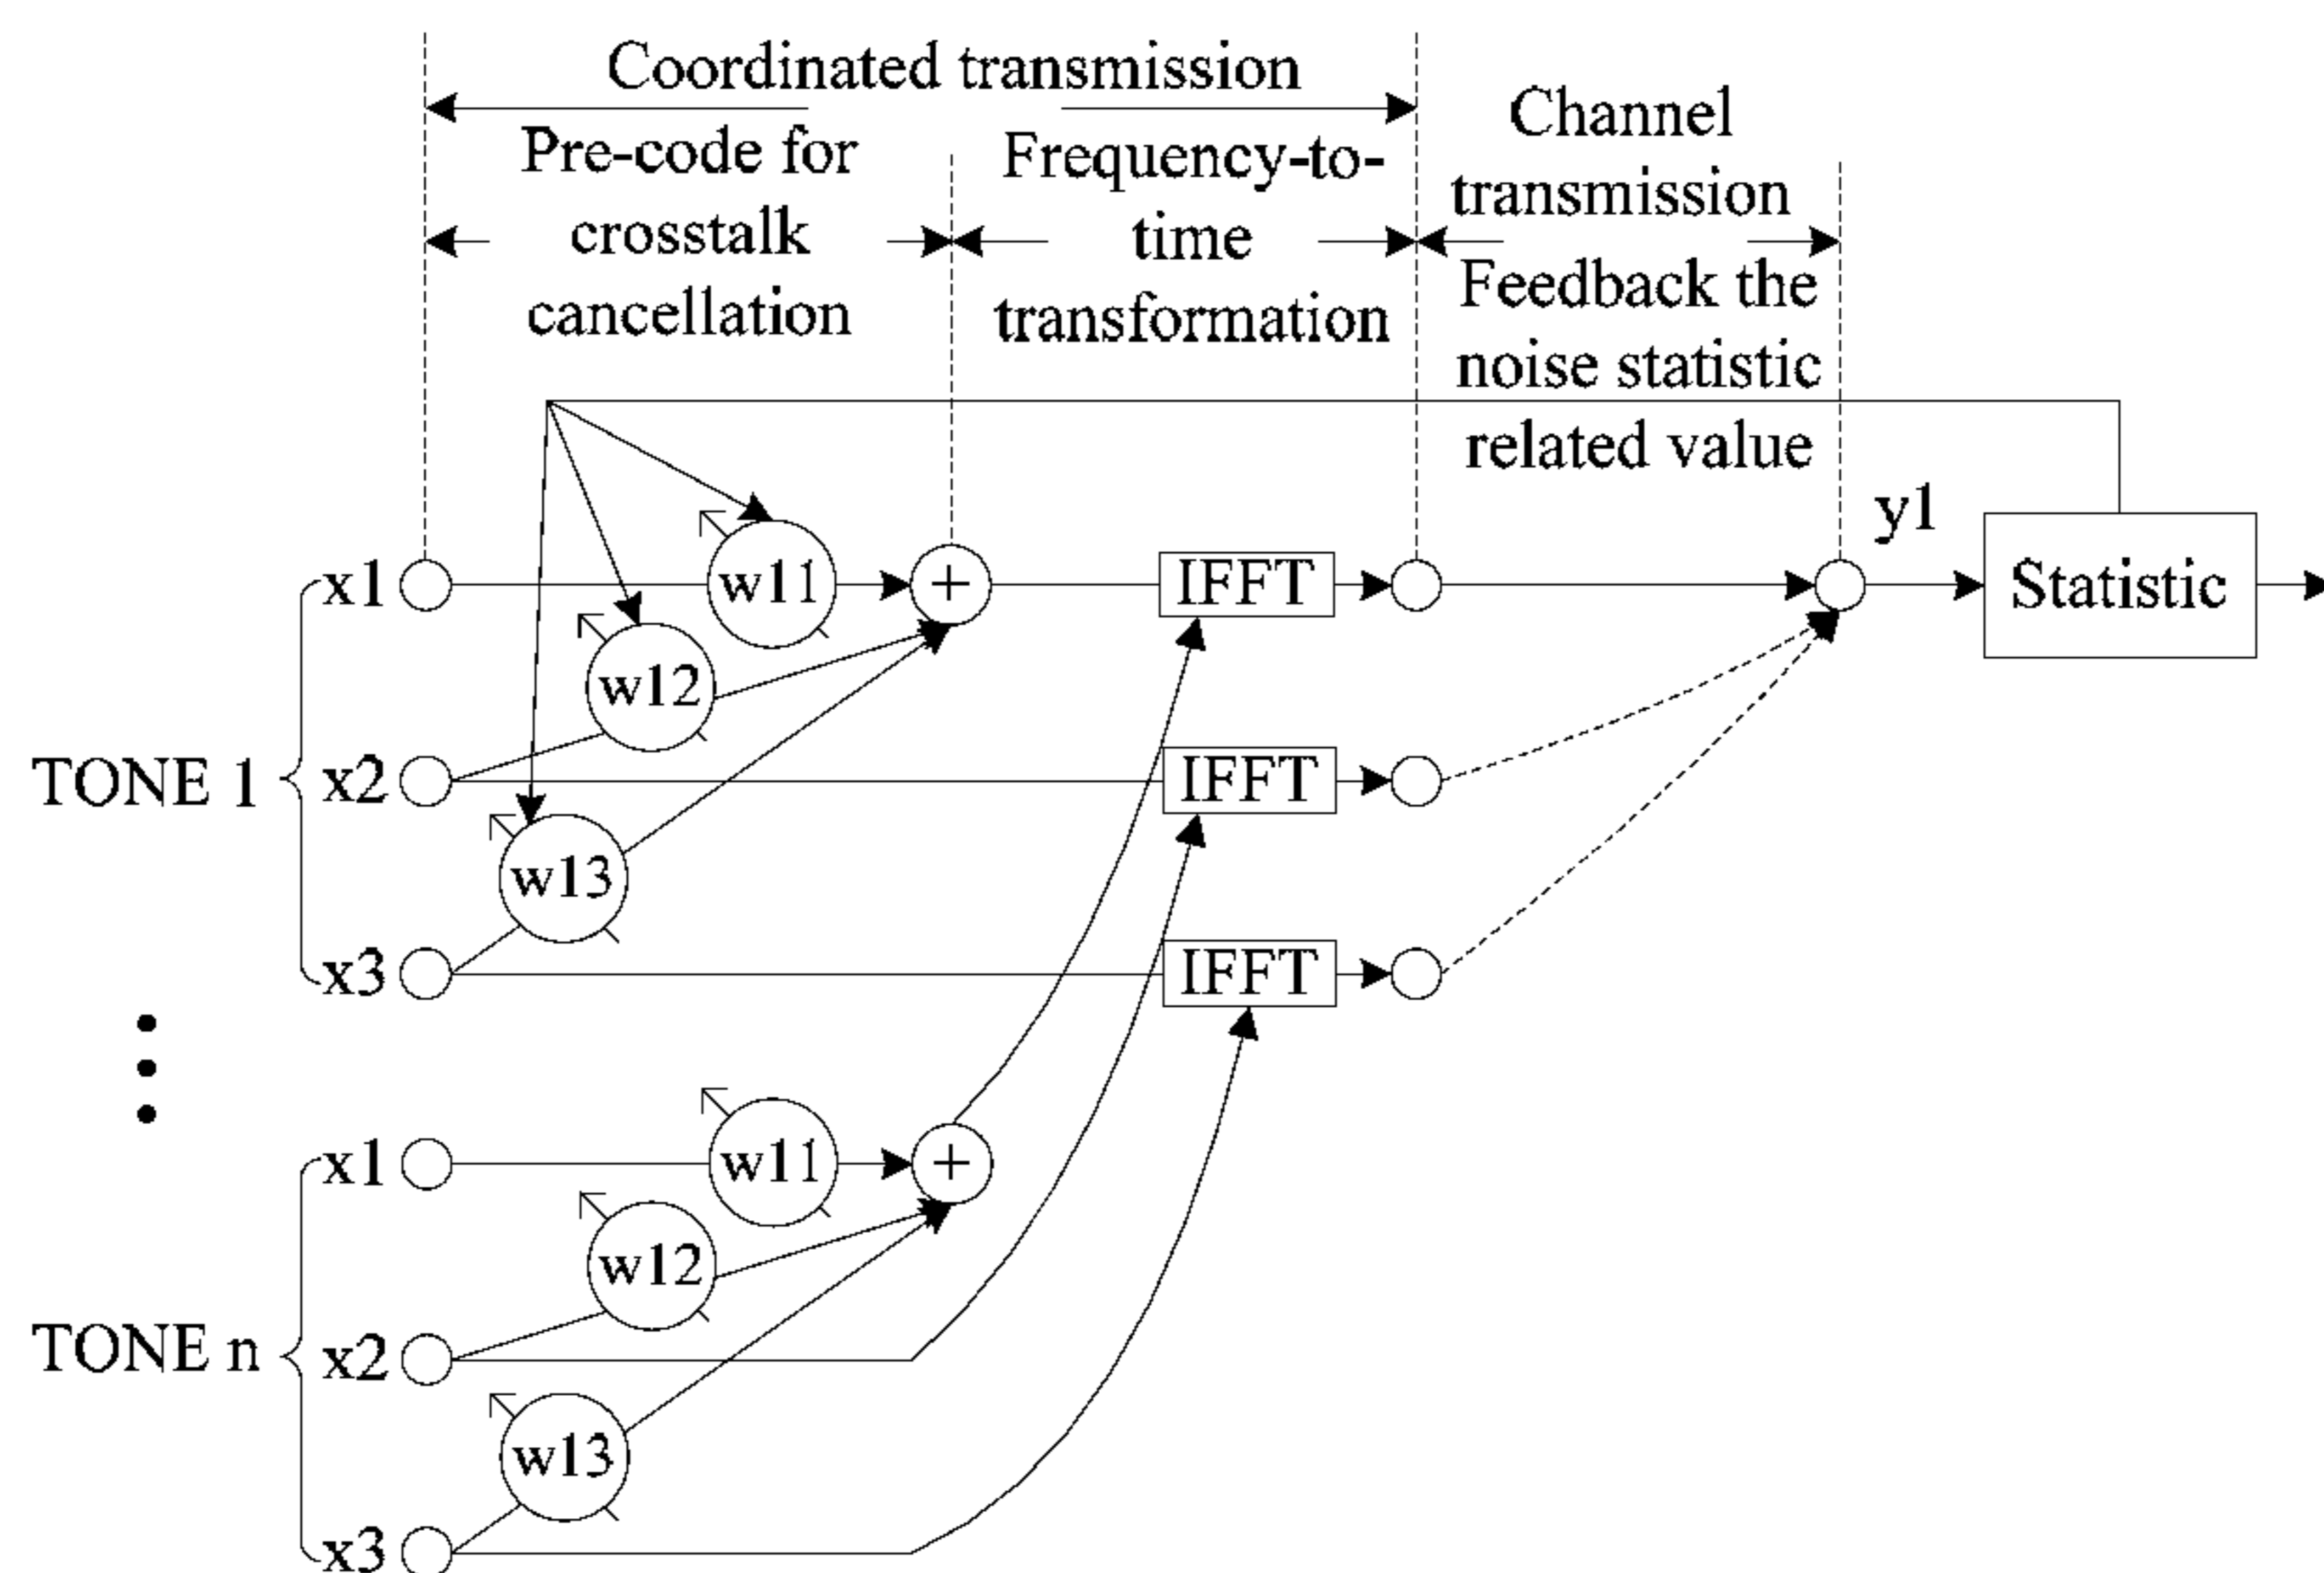 Coordinated transmission
Pre-code for
crosstalk
cancellation
Frequency-to-
time
transformation
Channel
transmission
Feedback the
noise statistic
related value
y1
x1
w11
+
IFFT
Statistic
w12
TONE 1
x2
IFFT
w13
x3
IFFT
x1
w11
+
w12
TONE n
x2
w13
x3